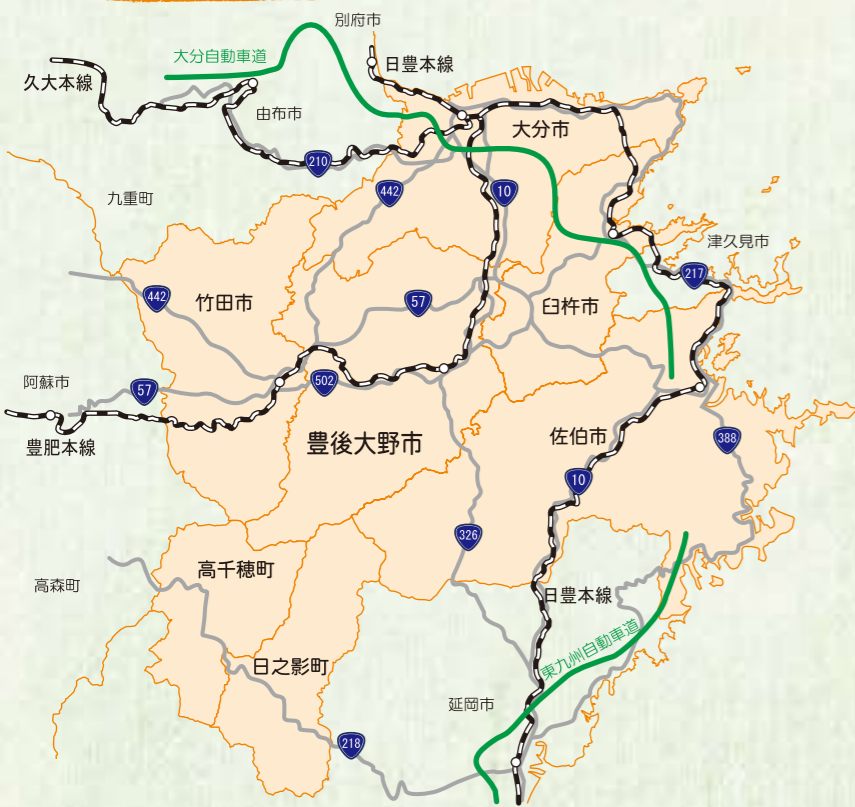 別府市
大分自動車道
日豊本線
久大本線
由布市
大分市
210
442
10
九重町
津久見市
217
442
竹田市
57
臼杵市
阿蘇市
57
502
豊肥本線
豊後大野市
佐伯市
388
10
326
高千穂町
高森町
日豊本線
東九州自動車道
日之影町
延岡市
218